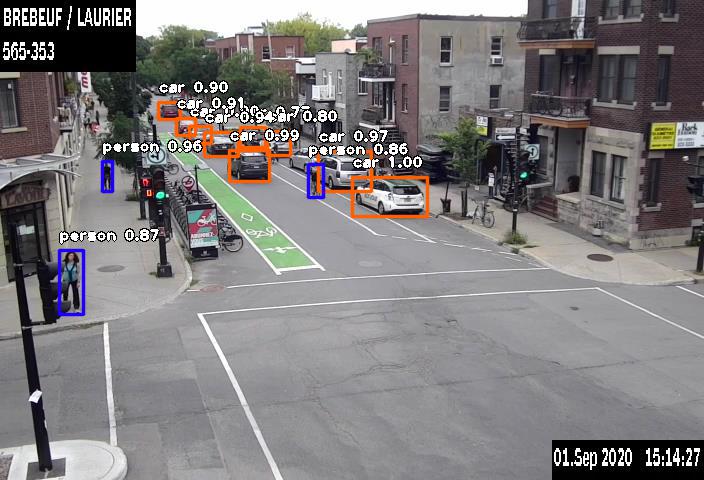 BREBEUF / LAURIER
565-353
car 0.90
car 0.91
car 0.94
car 0.80
car 0.99
car 0.97
person 0.96
person 0.86
car 1.00
person 0.87
01.Sep 2020 15:14:27